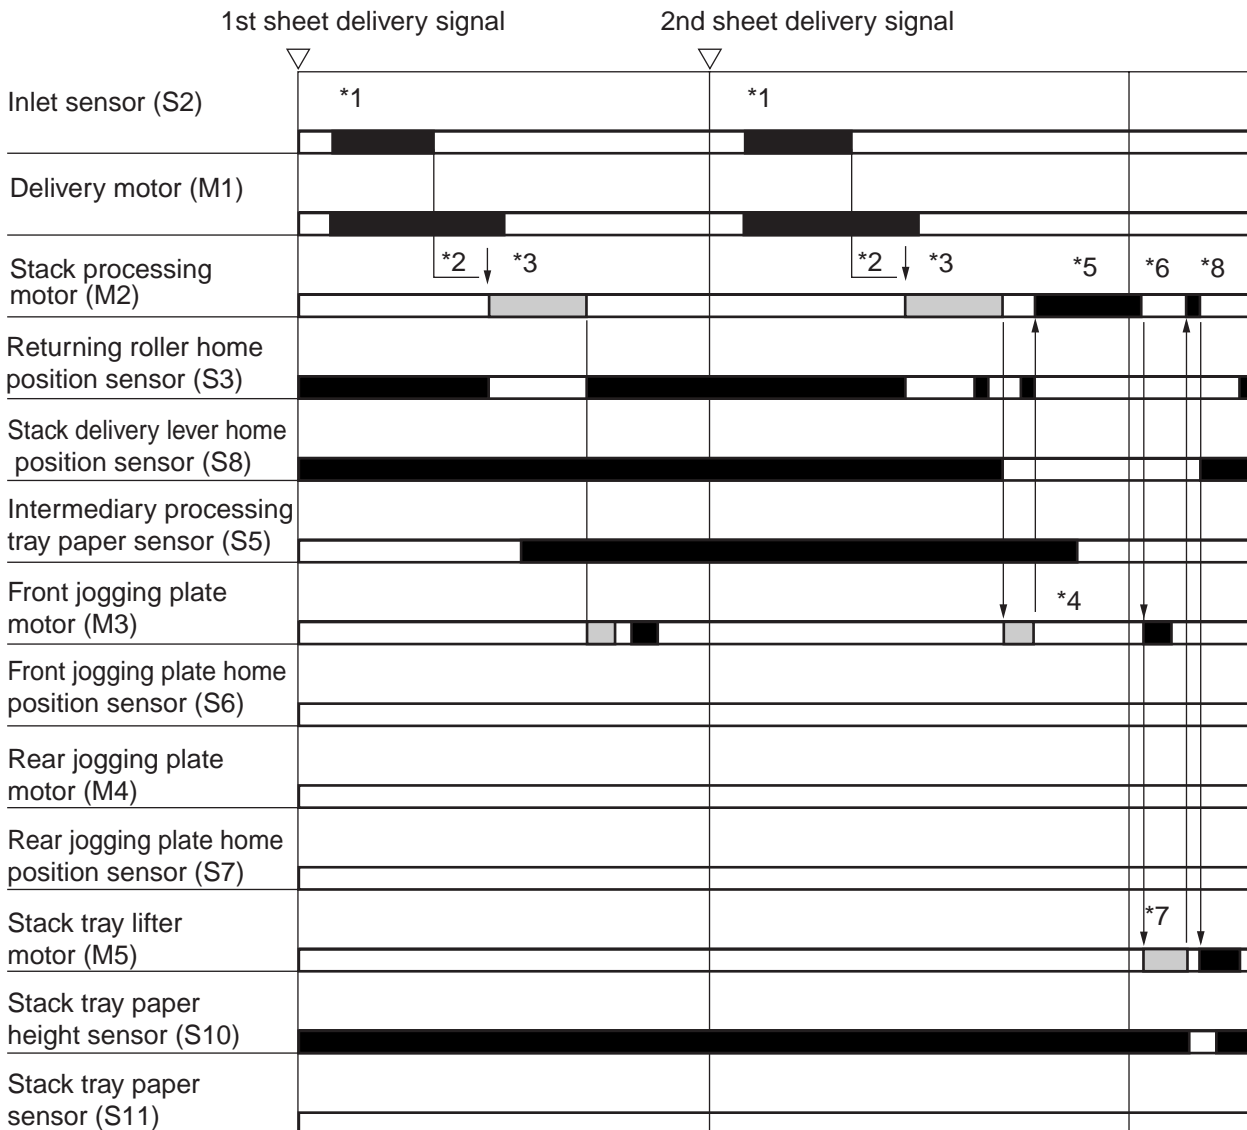 1st sheet delivery signal
2nd sheet delivery signal
Inlet sensor (S2)
*1
*1
Delivery motor (M1)
Stack processing
motor (M2)
*2
*3
*2
*3
*5
*6
*8
Returning roller home
position sensor (S3)
Stack delivery lever home
position sensor (S8)
Intermediary processing
tray paper sensor (S5)
Front jogging plate
motor (M3)
*4
Front jogging plate home
position sensor (S6)
Rear jogging plate
motor (M4)
Rear jogging plate home
position sensor (S7)
Stack tray lifter
motor (M5)
*7
Stack tray paper
height sensor (S10)
Stack tray paper
sensor (S11)